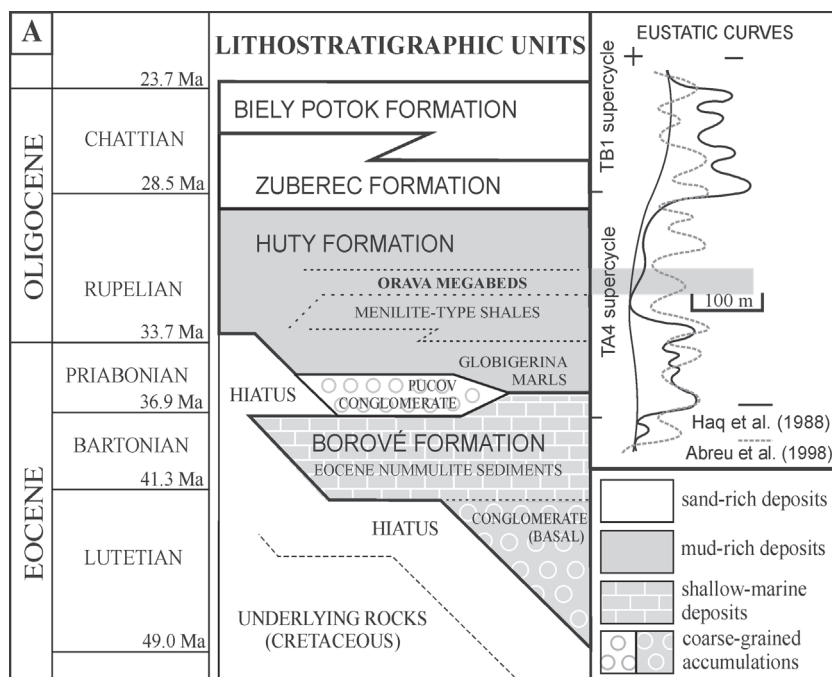 A
LITHOSTRATIGRAPHIC UNITS
EUSTATIC CURVES
+
−
23.7 Ma
OLIGOCENE
CHATTIAN
28.5 Ma
RUPELIAN
33.7 Ma
EOCENE
PRIABONIAN
36.9 Ma
BARTONIAN
41.3 Ma
LUTETIAN
49.0 Ma
BIELY POTOK FORMATION
ZUBEREC FORMATION
HUTY FORMATION
ORAVA MEGABEDS
MENILITE-TYPE SHALES
GLOBIGERINA
MARLS
HIATUS
PUCOV
CONGLOMERATE
BOROVÉ FORMATION
EOCENE NUMMULITE SEDIMENTS
HIATUS
CONGLOMERATE
(BASAL)
UNDERLYING ROCKS
(CRETACEOUS)
TB1 supercycle
TA4 supercycle
100 m
Haq et al. (1988)
Abreu et al. (1998)
sand-rich deposits
mud-rich deposits
shallow-marine
deposits
coarse-grained
accumulations